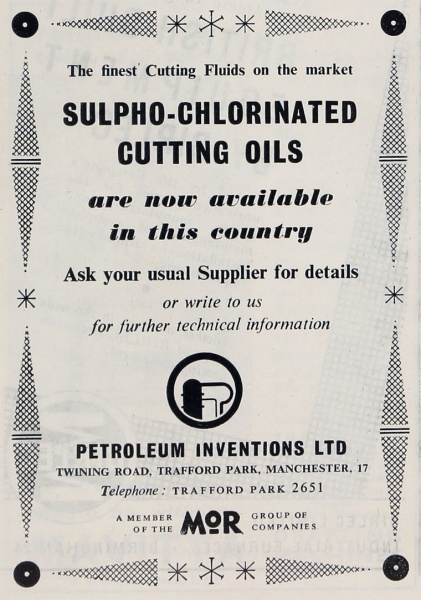 The finest Cutting Fluids on the market
SULPHO-CHLORINATED
CUTTING OILS
are now available
in this country
Ask your usual Supplier for details
or write to us
for further technical information
PETROLEUM INVENTIONS LTD
TWINING ROAD, TRAFFORD PARK, MANCHESTER, 17
Telephone: TRAFFORD PARK 2651
A MEMBER OF THE MOR GROUP OF COMPANIES